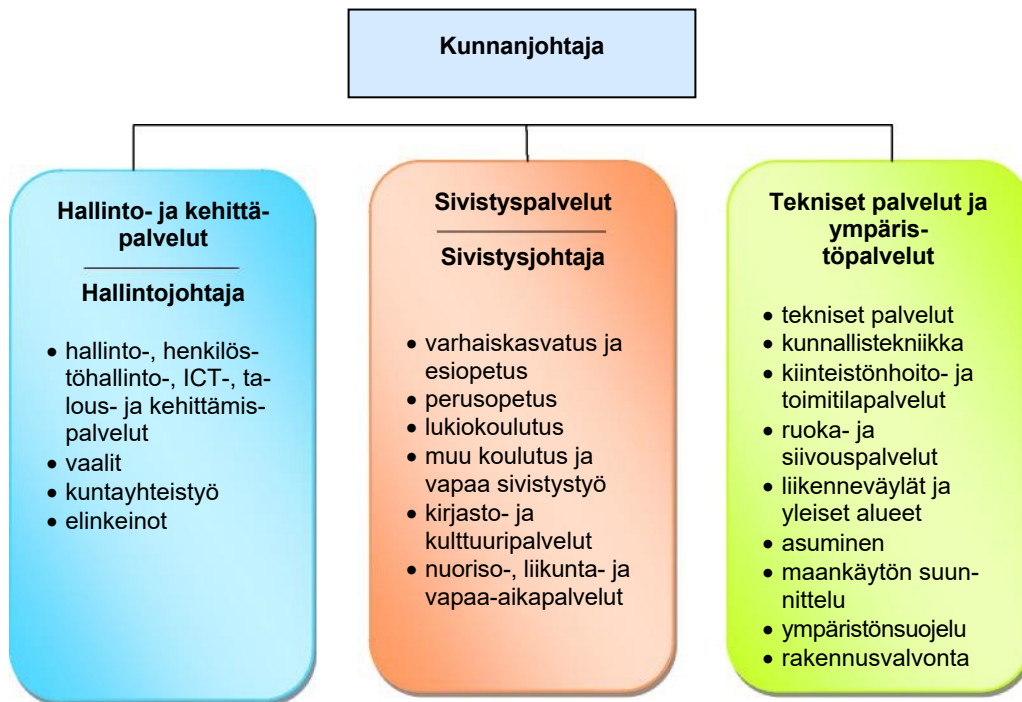 Kunnanjohtaja
Hallinto- ja kehittä-
palvelut
Hallintojohtaja
• hallinto-, henkilös-
töhallinto-, ICT-, ta-
lous- ja kehittämis-
palvelut
• vaalit
• kuntayhteistyö
• elinkeinot
Sivistyspalvelut
Sivistysjohtaja
• varhaiskasvatus ja
esiopetus
• perusopetus
• lukiokoulutus
• muu koulutus ja
vapaa sivistystyö
• kirjasto- ja
kulttuuripalvelut
• nuoriso-, liikunta- ja
vapaa-aikapalvelut
Tekniset palvelut ja
ympäris-
töpalvelut
• tekniset palvelut
• kunnallistekniikka
• kiinteistönhoito- ja
toimitilapalvelut
• ruoka- ja
siivouspalvelut
• liikenneväylät ja
yleiset alueet
• asuminen
• maankäytön suun-
nittelu
• ympäristönsuojelu
• rakennusvalvonta